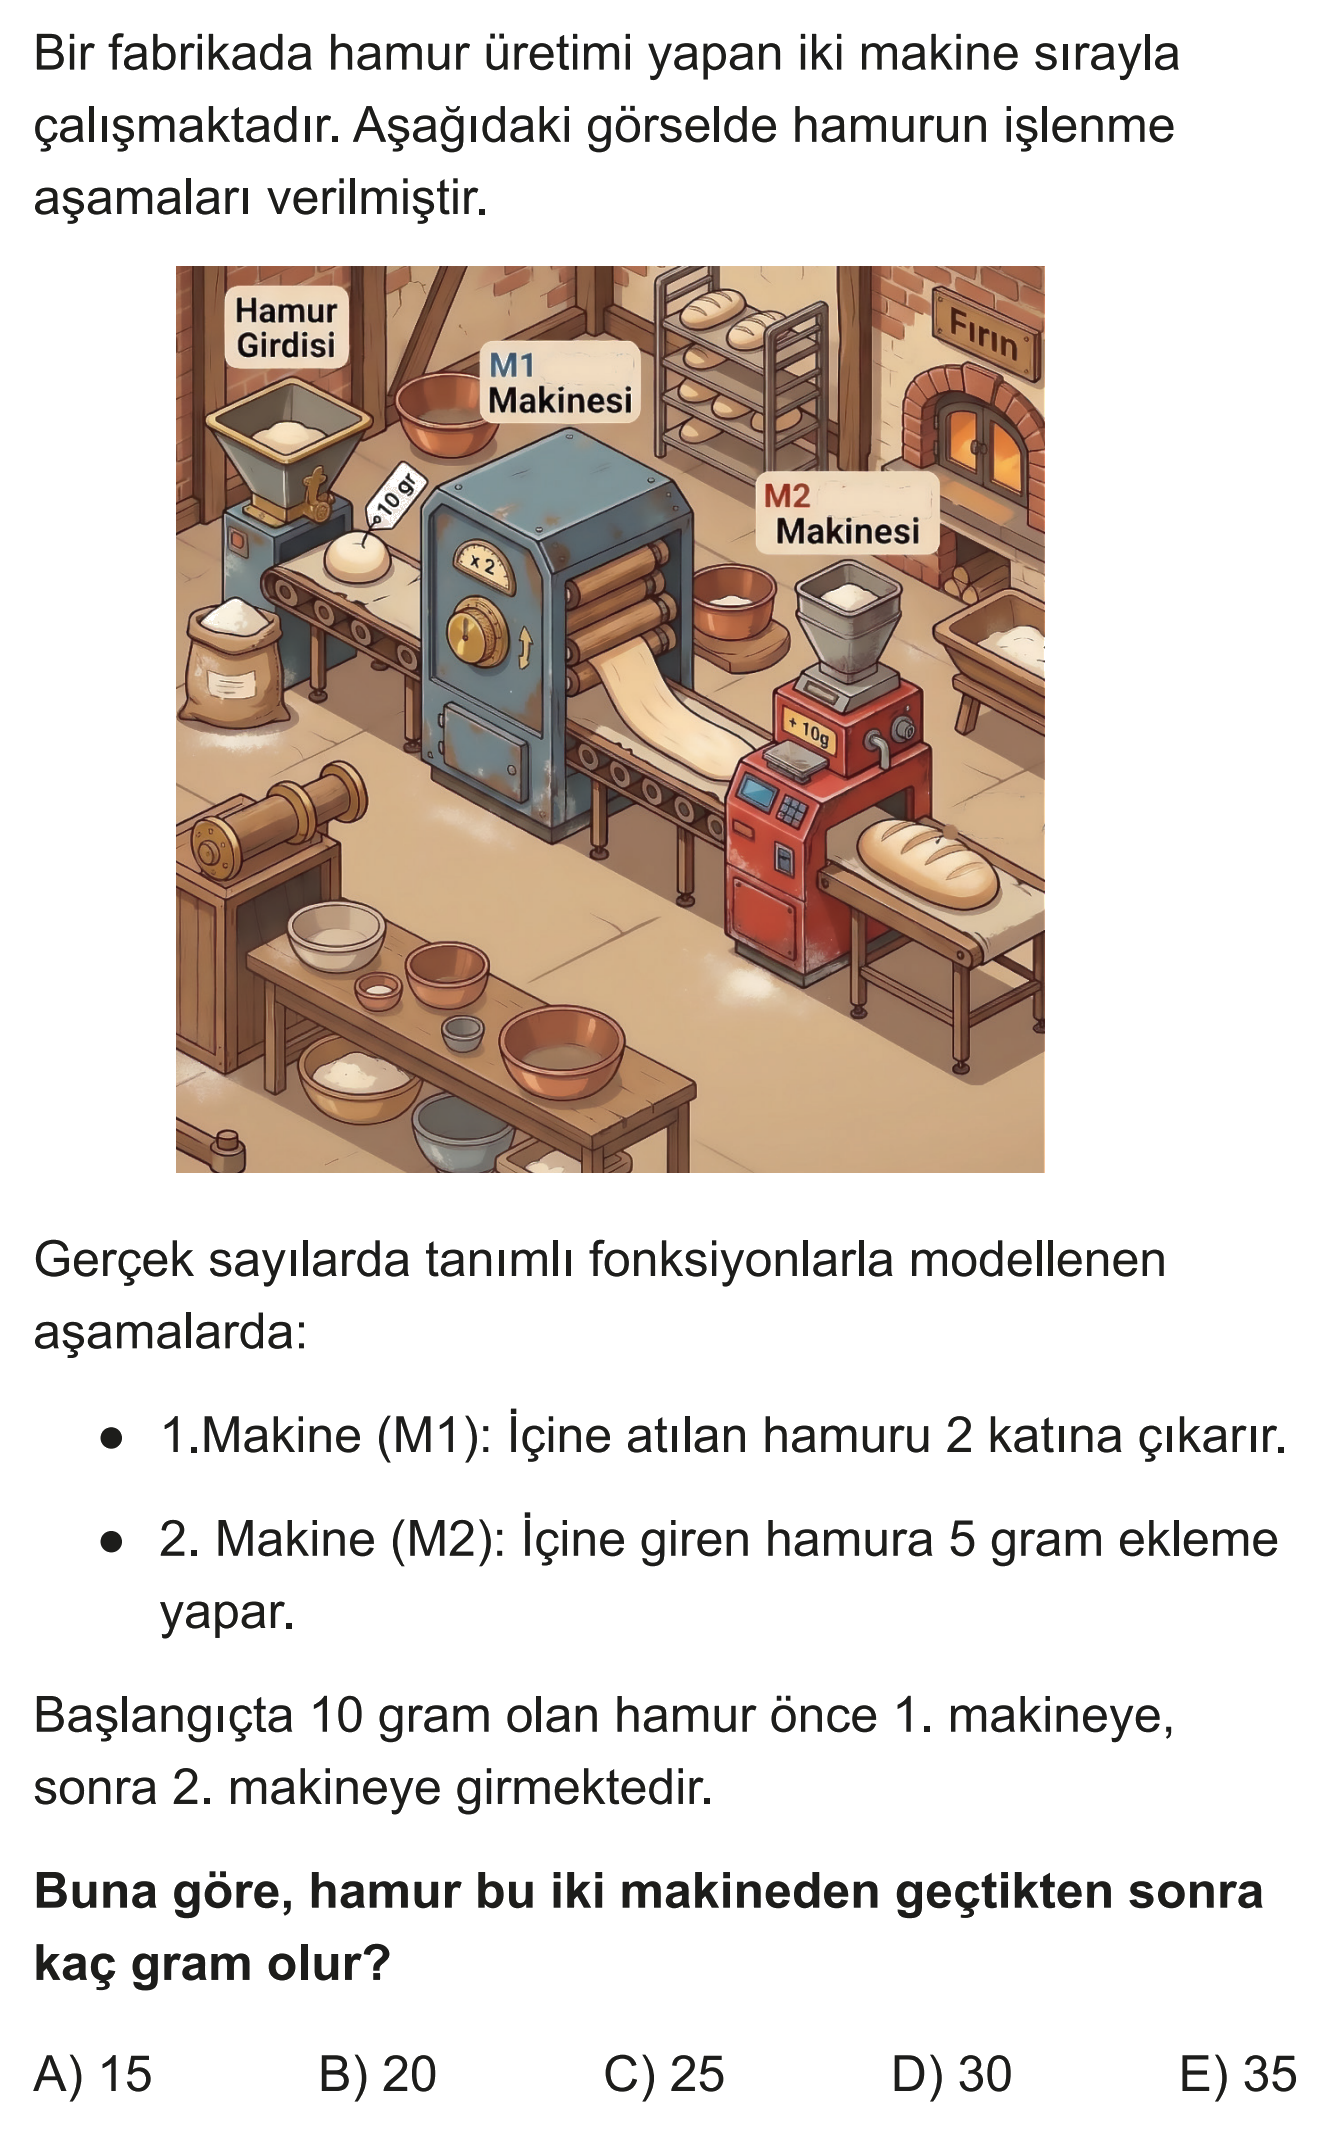 Bir fabrikada hamur üretimi yapan iki makine sırayla
çalışmaktadır. Aşağıdaki görselde hamurun işlenme
aşamaları verilmiştir.
Hamur
Girdisi
M1
Makinesi
Fırın
10 gr
x 2
M2
Makinesi
+ 10g
Gerçek sayılarda tanımlı fonksiyonlarla modellenen
aşamalarda:
● 1.Makine (M1): İçine atılan hamuru 2 katına çıkarır.
● 2. Makine (M2): İçine giren hamura 5 gram ekleme
yapar.
Başlangıçta 10 gram olan hamur önce 1. makineye,
sonra 2. makineye girmektedir.
Buna göre, hamur bu iki makineden geçtikten sonra
kaç gram olur?
A) 15 B) 20 C) 25 D) 30 E) 35